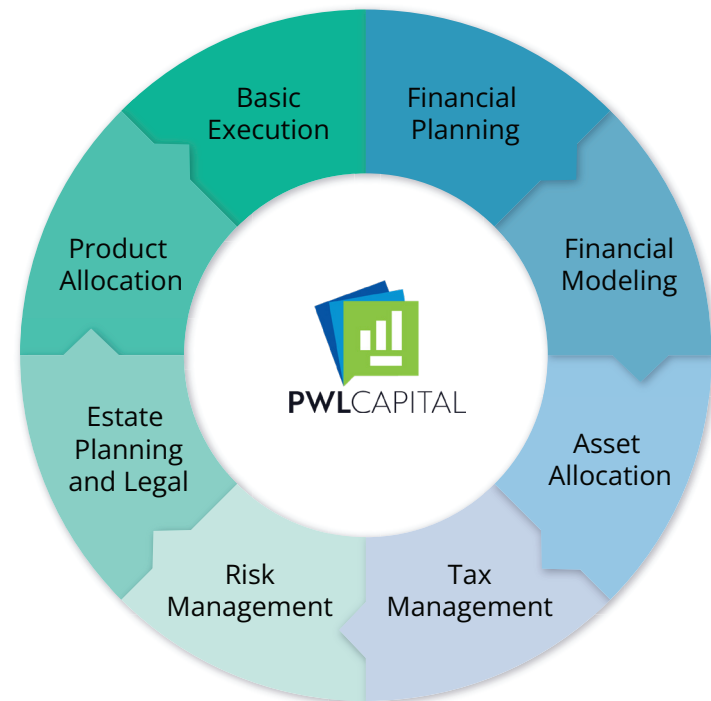 Basic
Execution
Financial
Planning
Financial
Modeling
Asset
Allocation
Tax
Management
Risk
Management
Estate
Planning
and Legal
Product
Allocation
PWLCAPITAL